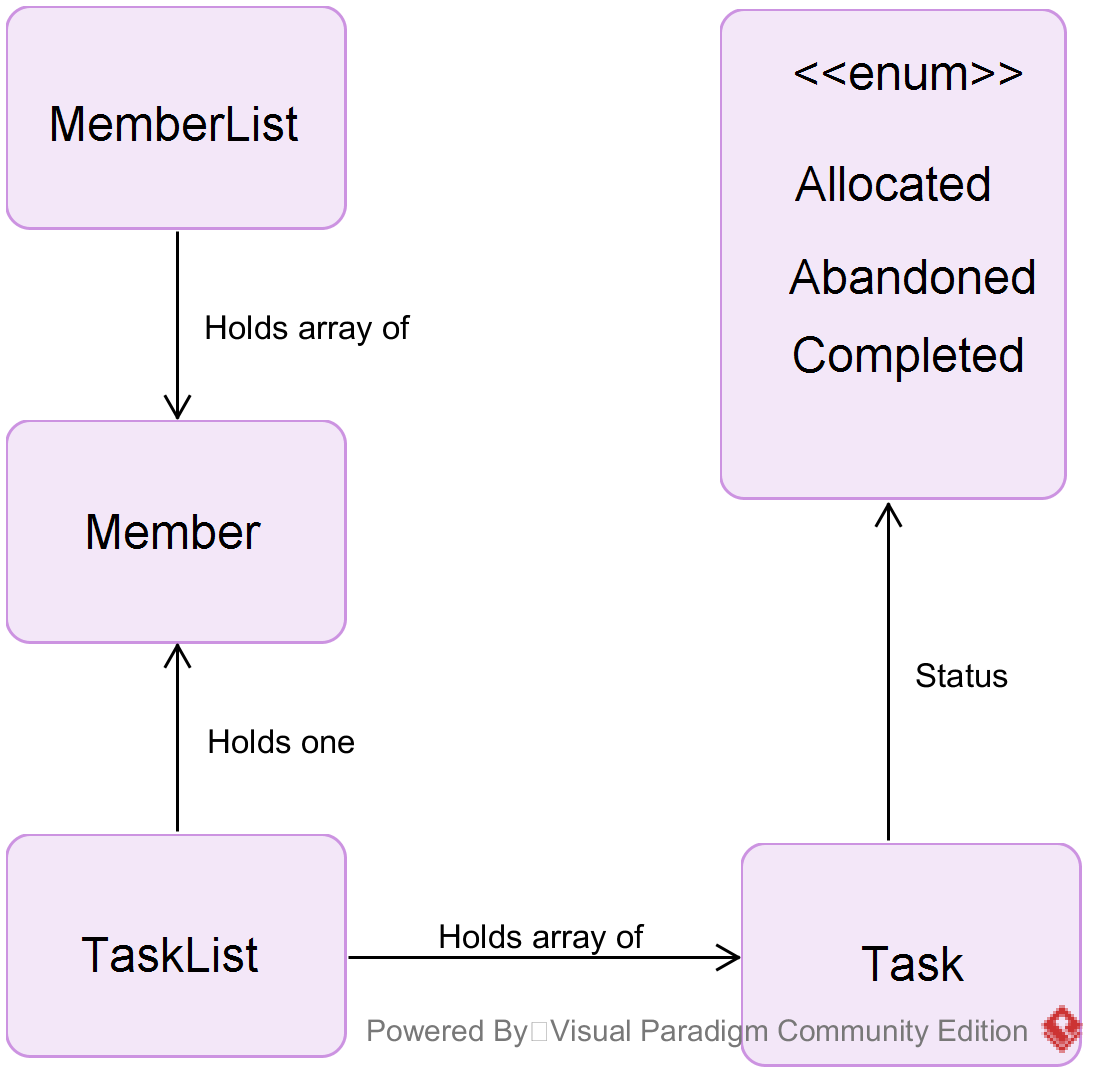 MemberList
<<enum>>
Allocated
Abandoned
Completed
Holds array of
Member
Status
Holds one
TaskList
Holds array of
Task
Powered By Visual Paradigm Community Edition